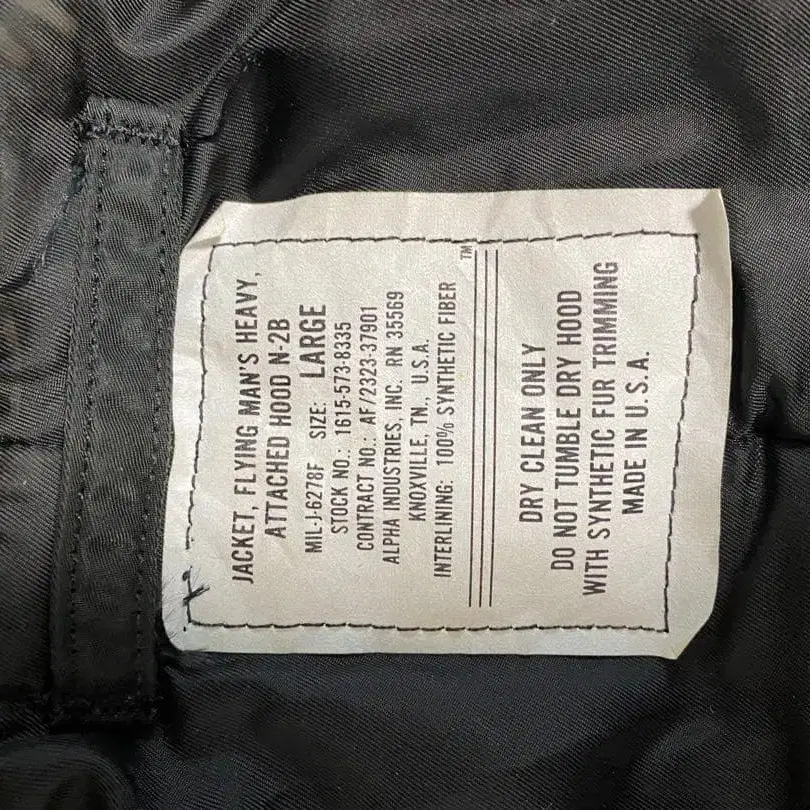 JACKET, FLYING MAN'S HEAVY,
ATTACHED HOOD N-2B
MIL-J-6278F SIZE: LARGE
STOCK NO.: 1615-573-8335
CONTRACT NO.: AF/2323-37901
ALPHA INDUSTRIES, INC. RN 35569
KNOXVILLE, TN., U.S.A.
INTERLINING: 100% SYNTHETIC FIBER
TM
DRY CLEAN ONLY
DO NOT TUMBLE DRY HOOD
WITH SYNTHETIC FUR TRIMMING
MADE IN U.S.A.